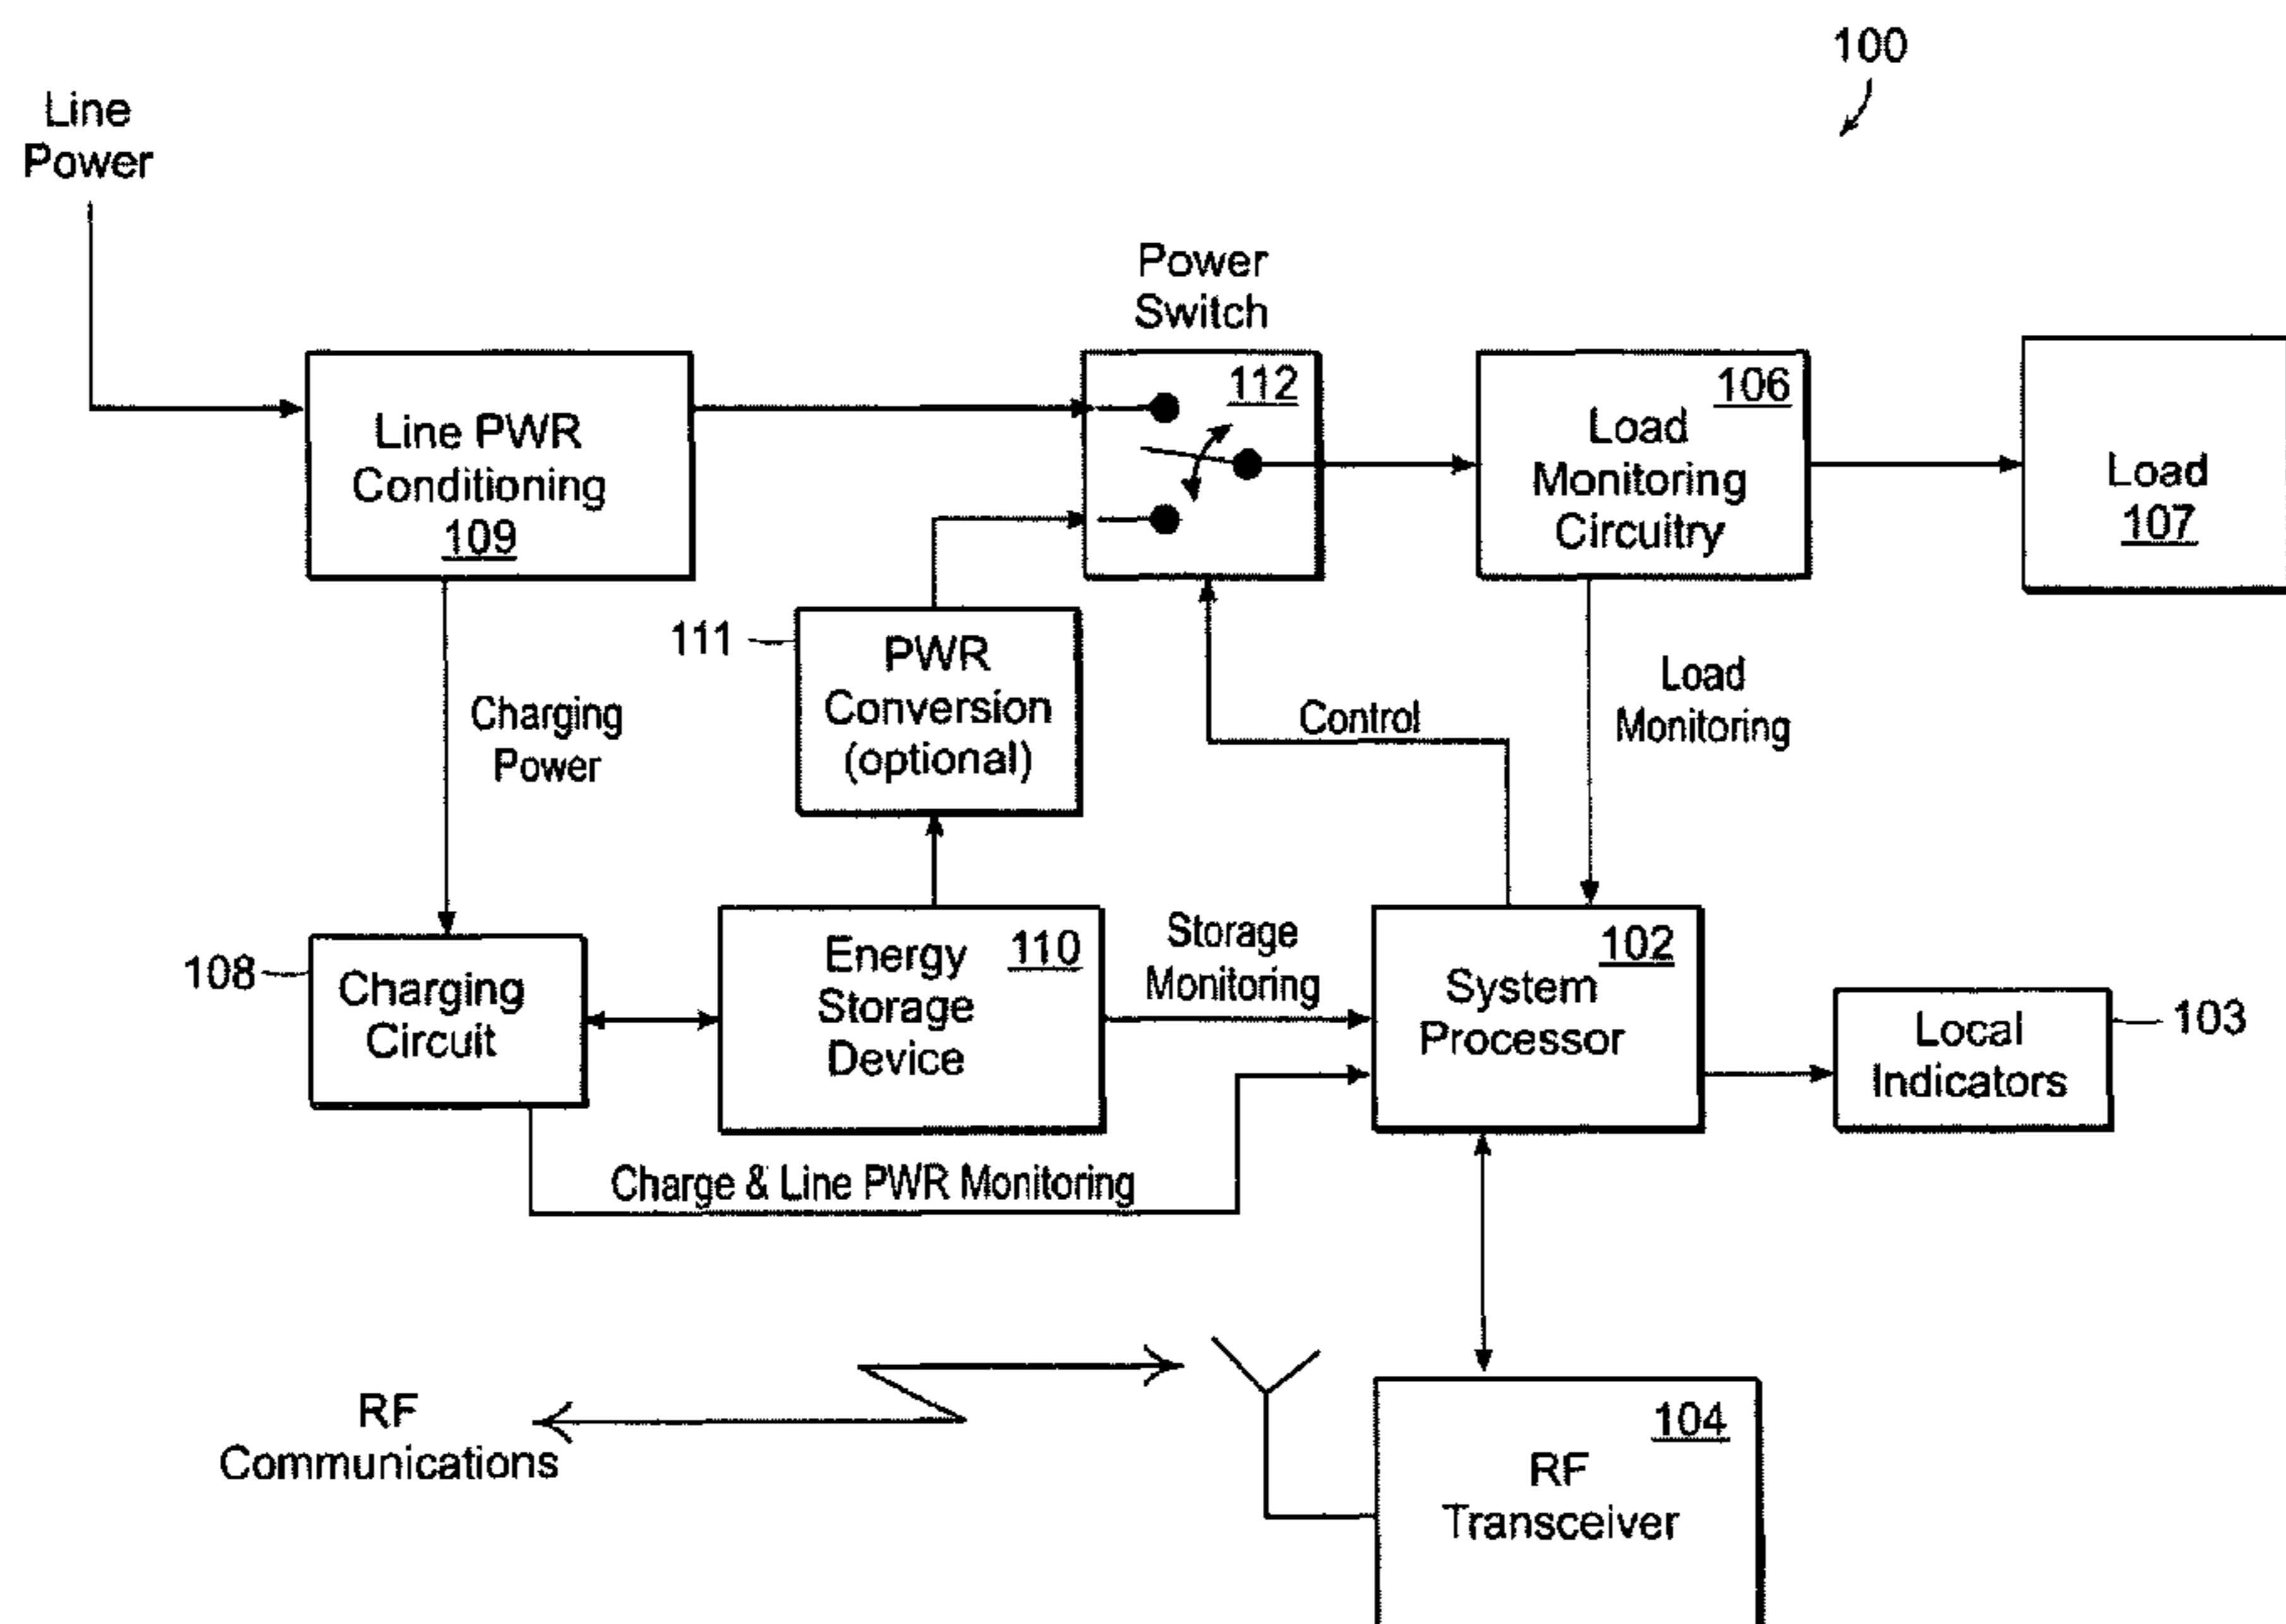 100
Line
Power
Power
Switch
Line PWR
Conditioning
109
112
106
Load
Monitoring
Circuitry
Load
107
111
PWR
Conversion
(optional)
Charging
Power
Control
Load
Monitoring
108
Charging
Circuit
110
Energy
Storage
Device
Storage
Monitoring
102
System
Processor
Local
Indicators
103
Charge & Line PWR Monitoring
RF
Communications
104
RF
Transceiver